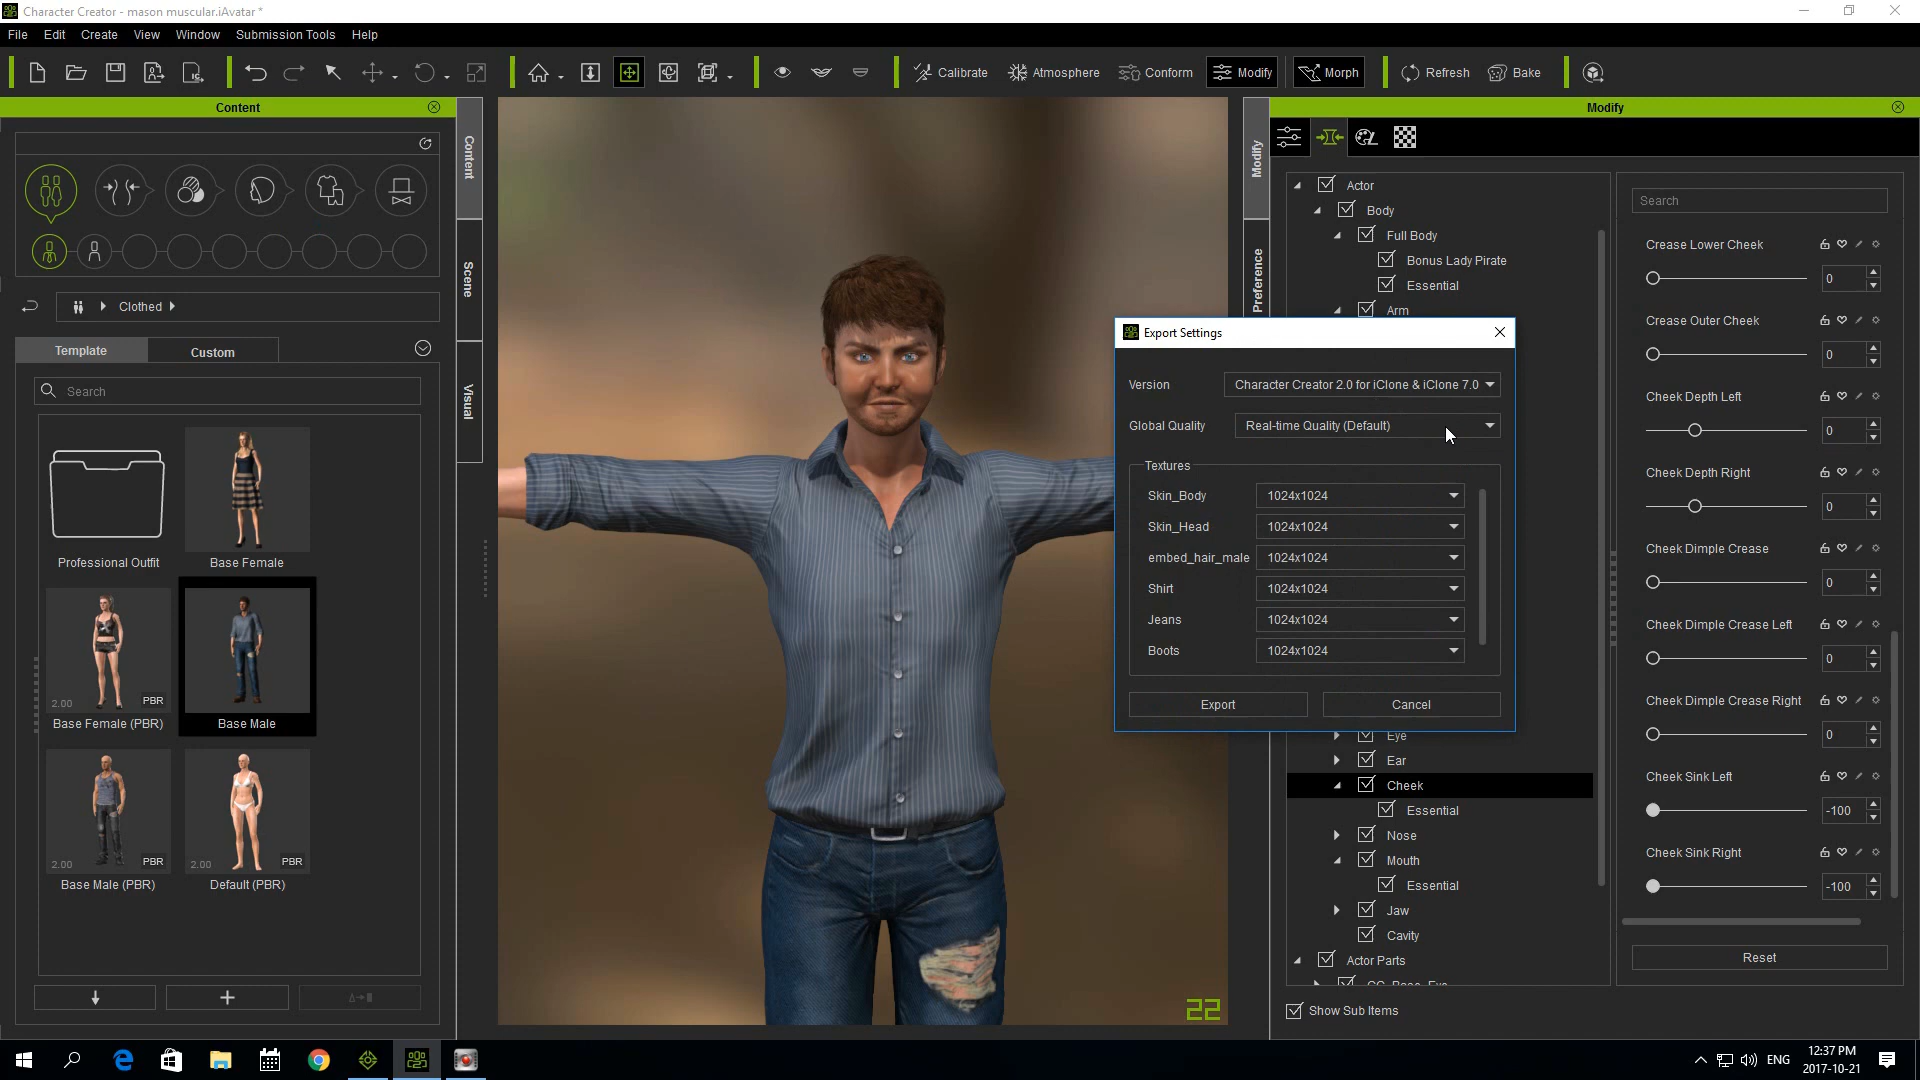 Character Creator - mason muscular.iAvatar *
File Edit Create View Window Submission Tools Help
Calibrate Atmosphere Conform Modify Morph Refresh Bake
Content
Clothed
Template Custom
Search
Professional Outfit
Base Female
2.00 PBR
Base Female (PBR)
Base Male
2.00 PBR
Base Male (PBR)
2.00 PBR
Default (PBR)
Content
Scene
Visual
22
Modify
Preference
Modify
Actor
Body
Full Body
Bonus Lady Pirate
Essential
Arm
Eye
Ear
Cheek
Essential
Nose
Mouth
Essential
Jaw
Cavity
Actor Parts
Show Sub Items
Export Settings
Version Character Creator 2.0 for iClone & iClone 7.0
Global Quality Real-time Quality (Default)
Textures
Skin_Body 1024x1024
Skin_Head 1024x1024
embed_hair_male 1024x1024
Shirt 1024x1024
Jeans 1024x1024
Boots 1024x1024
Export Cancel
Search
Crease Lower Cheek
0
Crease Outer Cheek
0
Cheek Depth Left
0
Cheek Depth Right
0
Cheek Dimple Crease
0
Cheek Dimple Crease Left
0
Cheek Dimple Crease Right
0
Cheek Sink Left
-100
Cheek Sink Right
-100
Reset
ENG
12:37 PM
2017-10-21